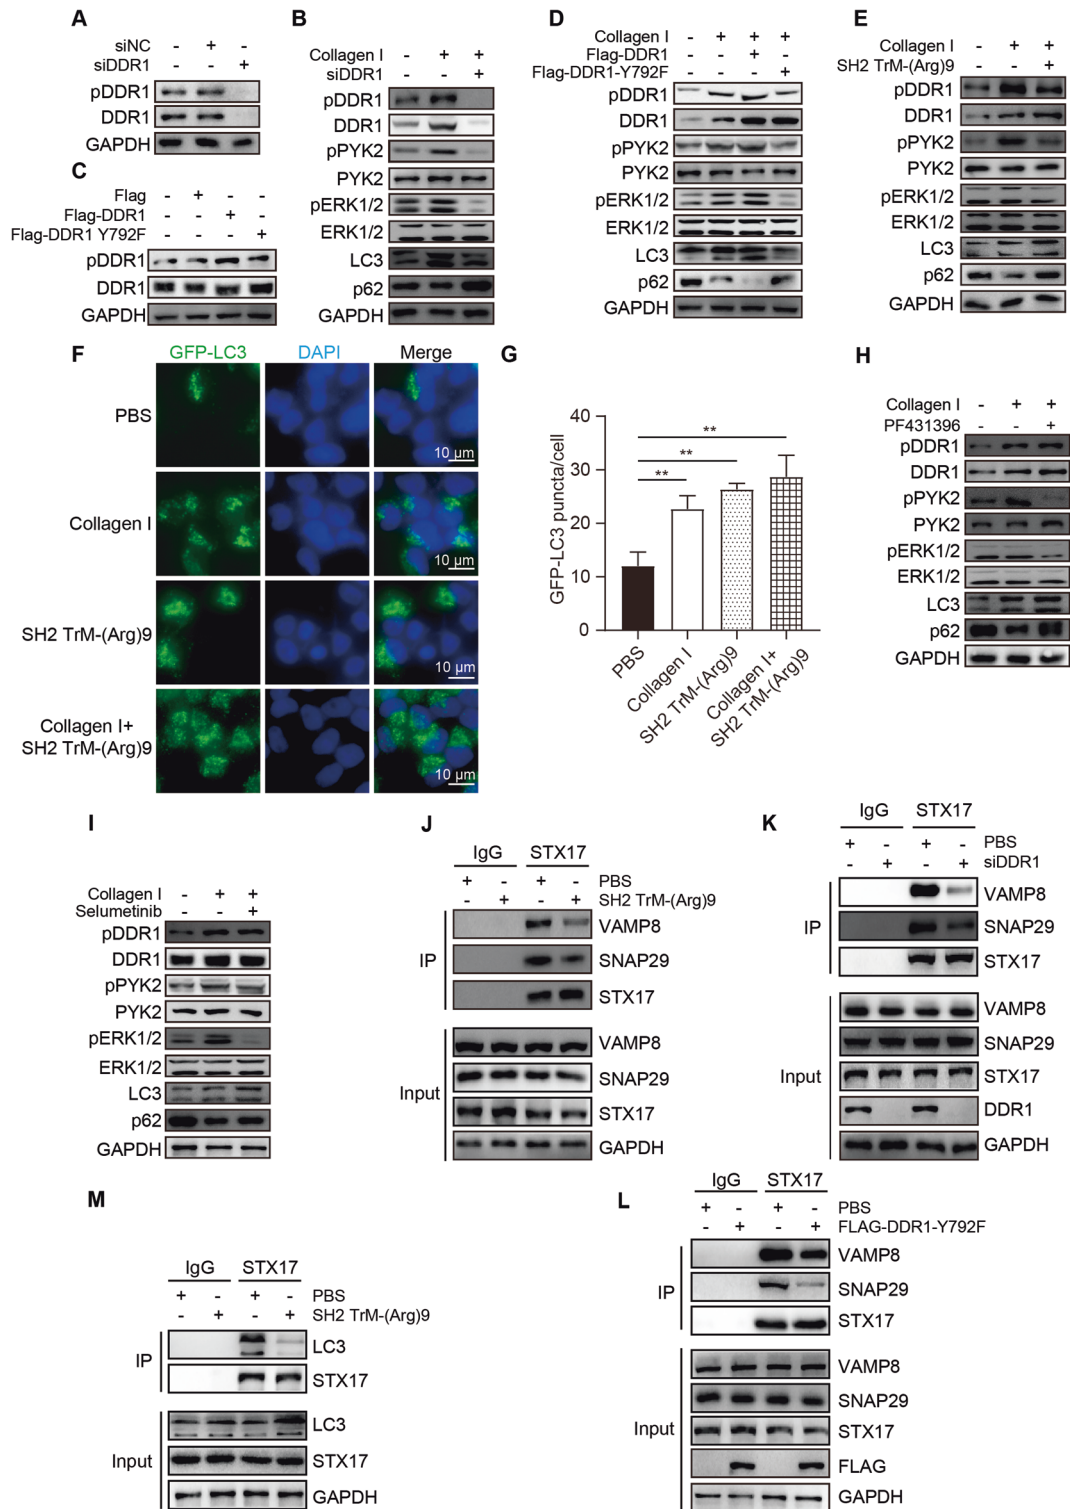 A
siNC - + -
siDDR1 - - +
pDDR1
DDR1
GAPDH
B
Collagen I - + +
siDDR1 - - +
pDDR1
DDR1
pPYK2
PYK2
pERK1/2
ERK1/2
LC3
p62
GAPDH
C
Flag - + - -
Flag-DDR1 - - + -
Flag-DDR1 Y792F - - - +
pDDR1
DDR1
GAPDH
D
Collagen I - + + +
Flag-DDR1 - - + -
Flag-DDR1-Y792F - - - +
pDDR1
DDR1
pPYK2
PYK2
pERK1/2
ERK1/2
LC3
p62
GAPDH
E
Collagen I - + +
SH2 TrM-(Arg)9 - - +
pDDR1
DDR1
pPYK2
PYK2
pERK1/2
ERK1/2
LC3
p62
GAPDH
F
GFP-LC3 DAPI Merge
PBS
10 µm
Collagen I
10 µm
SH2 TrM-(Arg)9
10 µm
Collagen I+
SH2 TrM-(Arg)9
10 µm
G
GFP-LC3 puncta/cell
40
30
20
10
0
**
**
**
PBS
Collagen I
SH2 TrM-(Arg)9
Collagen I+
SH2 TrM-(Arg)9
H
Collagen I - + +
PF431396 - - +
pDDR1
DDR1
pPYK2
PYK2
pERK1/2
ERK1/2
LC3
p62
GAPDH
I
Collagen I - + +
Selumetinib - - +
pDDR1
DDR1
pPYK2
PYK2
pERK1/2
ERK1/2
LC3
p62
GAPDH
J
IgG STX17
+ - + - PBS
- + - + SH2 TrM-(Arg)9
IP
VAMP8
SNAP29
STX17
Input
VAMP8
SNAP29
STX17
GAPDH
K
IgG STX17
+ - + - PBS
- + - + siDDR1
IP
VAMP8
SNAP29
STX17
Input
VAMP8
SNAP29
STX17
DDR1
GAPDH
M
IgG STX17
+ - + - PBS
- + - + SH2 TrM-(Arg)9
IP
LC3
STX17
Input
LC3
STX17
GAPDH
L
IgG STX17
+ - + - PBS
- + - + FLAG-DDR1-Y792F
IP
VAMP8
SNAP29
STX17
Input
VAMP8
SNAP29
STX17
FLAG
GAPDH